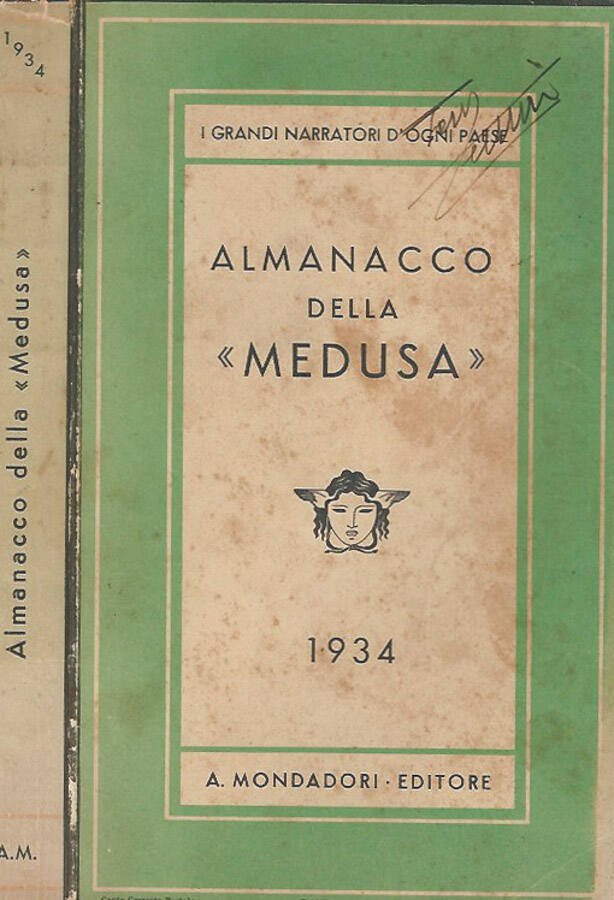 1934
Almanacco della «Medusa»
A.M.
I GRANDI NARRATORI D'OGNI PAESE
ALMANACCO
DELLA
«MEDUSA»
1934
A. MONDADORI · EDITORE